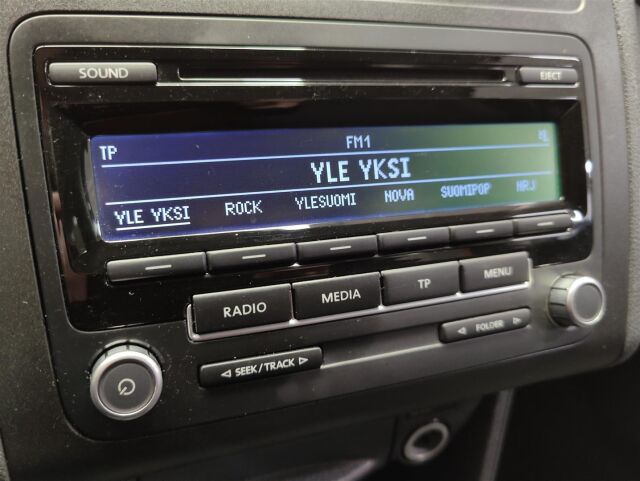 SOUND EJECT
TP FM1
YLE YKSI
YLE YKSI ROCK YLESUOMI NOVA SUOMIPOP NRJ
RADIO MEDIA TP MENU
SEEK/TRACK FOLDER